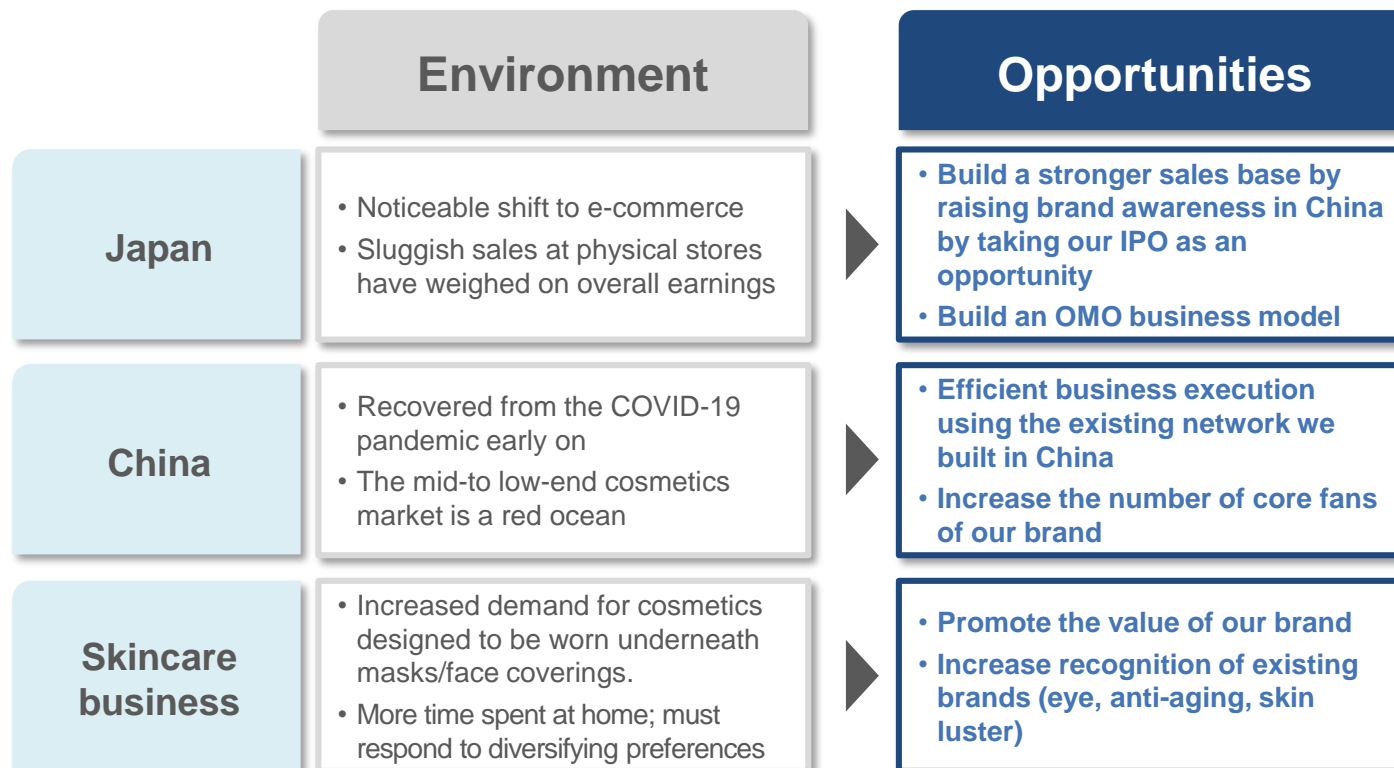 Environment
Opportunities
Japan
• Noticeable shift to e-commerce
• Sluggish sales at physical stores
have weighed on overall earnings
• Build a stronger sales base by
raising brand awareness in China
by taking our IPO as an
opportunity
• Build an OMO business model
China
• Recovered from the COVID-19
pandemic early on
• The mid-to low-end cosmetics
market is a red ocean
• Efficient business execution
using the existing network we
built in China
• Increase the number of core fans
of our brand
Skincare
business
• Increased demand for cosmetics
designed to be worn underneath
masks/face coverings.
• More time spent at home; must
respond to diversifying preferences
• Promote the value of our brand
• Increase recognition of existing
brands (eye, anti-aging, skin
luster)